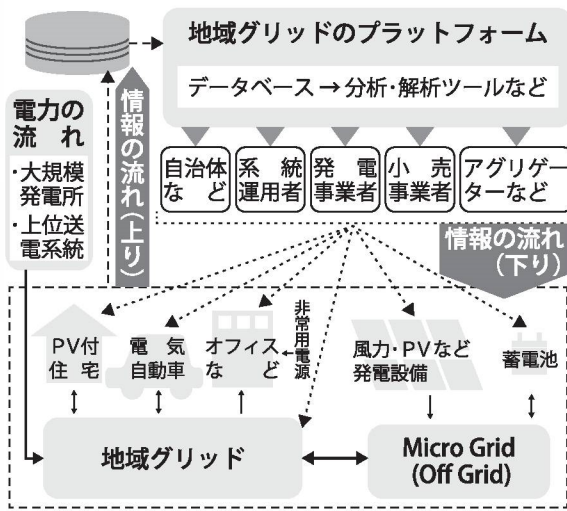 地域グリッドのプラットフォーム
データベース → 分析・解析ツールなど
電力の
流れ
・大規模
発電所
・上位送
電系統
情報の流れ(上り)
自治体
など
系統
運用者
発電
事業者
小売
事業者
アグリゲー
ターなど
情報の流れ
(下り)
PV付
住宅
電気
自動車
オフィス
など
非常用電源
風力・PVなど
発電設備
蓄電池
地域グリッド
Micro Grid
(Off Grid)